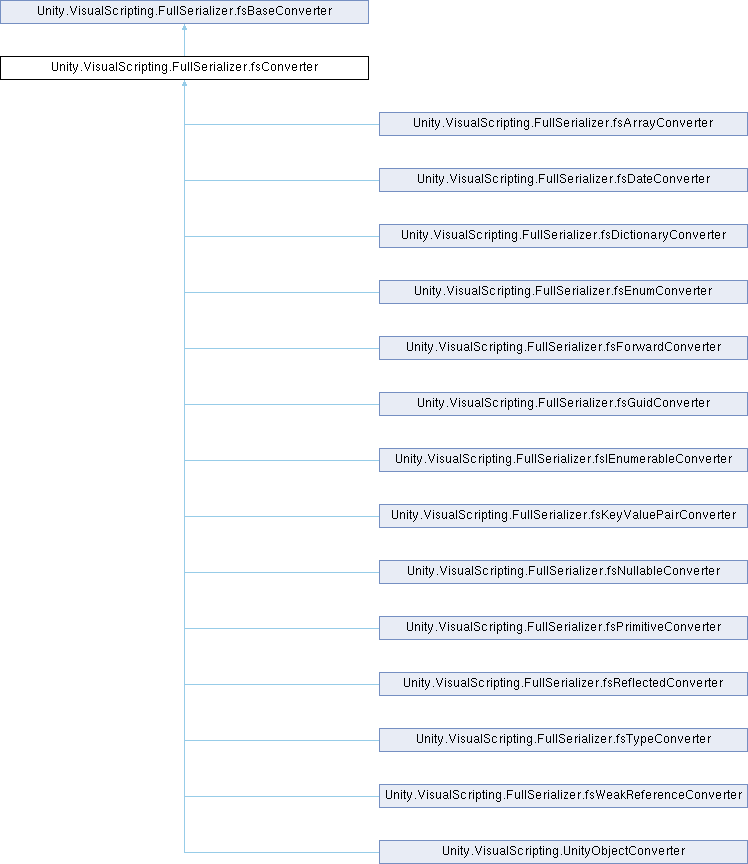 Unity.VisualScripting.FullSerializer.fsBaseConverter
Unity.VisualScripting.FullSerializer.fsConverter
Unity.VisualScripting.FullSerializer.fsArrayConverter
Unity.VisualScripting.FullSerializer.fsDateConverter
Unity.VisualScripting.FullSerializer.fsDictionaryConverter
Unity.VisualScripting.FullSerializer.fsEnumConverter
Unity.VisualScripting.FullSerializer.fsForwardConverter
Unity.VisualScripting.FullSerializer.fsGuidConverter
Unity.VisualScripting.FullSerializer.fsIEnumerableConverter
Unity.VisualScripting.FullSerializer.fsKeyValuePairConverter
Unity.VisualScripting.FullSerializer.fsNullableConverter
Unity.VisualScripting.FullSerializer.fsPrimitiveConverter
Unity.VisualScripting.FullSerializer.fsReflectedConverter
Unity.VisualScripting.FullSerializer.fsTypeConverter
Unity.VisualScripting.FullSerializer.fsWeakReferenceConverter
Unity.VisualScripting.UnityObjectConverter